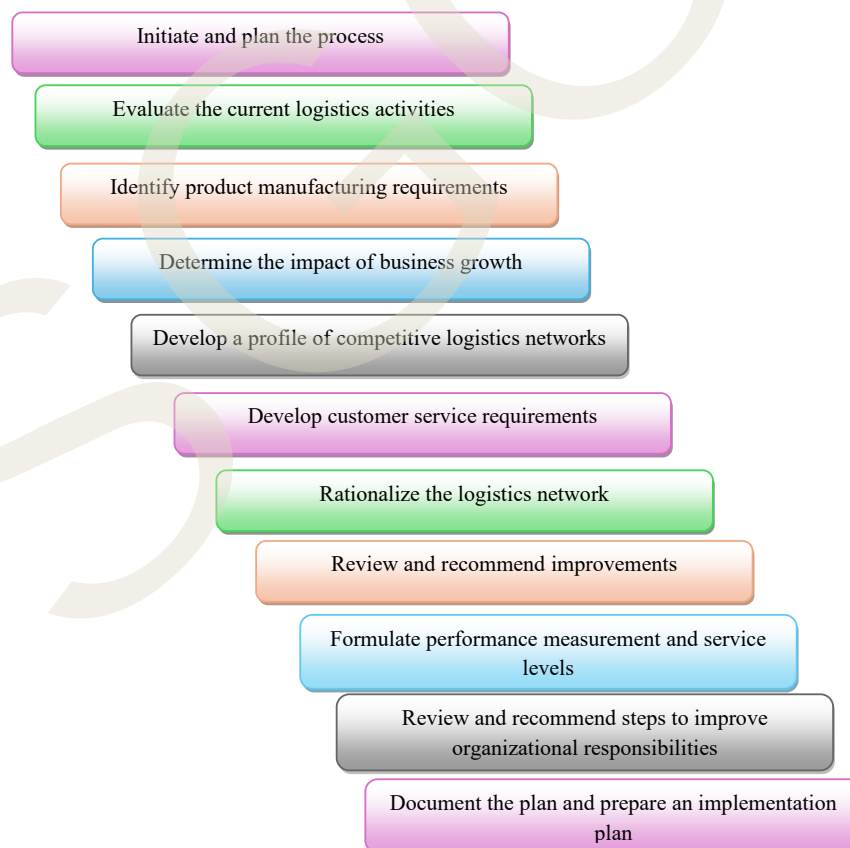 Initiate and plan the process
Evaluate the current logistics activities
Identify product manufacturing requirements
Determine the impact of business growth
Develop a profile of competitive logistics networks
Develop customer service requirements
Rationalize the logistics network
Review and recommend improvements
Formulate performance measurement and service
levels
Review and recommend steps to improve
organizational responsibilities
Document the plan and prepare an implementation
plan